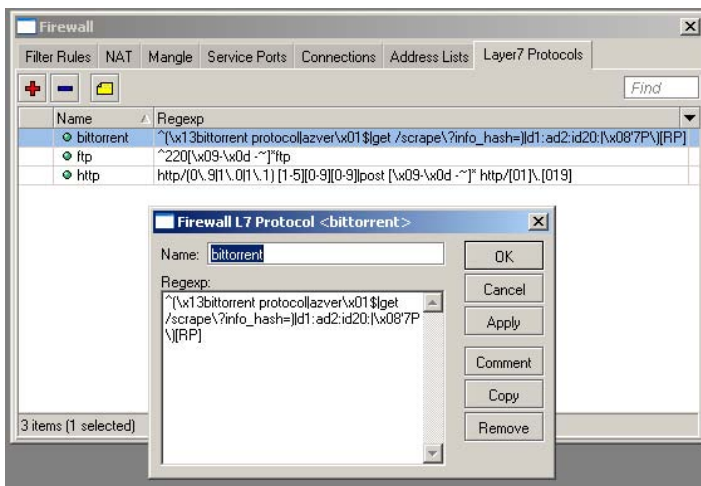 Firewall
Filter Rules NAT Mangle Service Ports Connections Address Lists Layer7 Protocols
Find
Name Regexp
bittorrent ^(\x13bittorrent protocol|azver\x01$|get /scrape\?info_hash=)|d1:ad2:id20:|\x08'7P\)[RP]
ftp ^220[\x09-\x0d -~]*ftp
http http/(0\.9|1\.0|1\.1) [1-5][0-9][0-9]|post [\x09-\x0d -~]* http/[01]\.[019]
Firewall L7 Protocol <bittorrent>
Name: bittorrent
OK
Regexp:
Cancel
^(\x13bittorrent protocol|azver\x01$|get
/scrape\?info_hash=)|d1:ad2:id20:|\x08'7P
\)[RP]
Apply
Comment
Copy
Remove
3 items (1 selected)